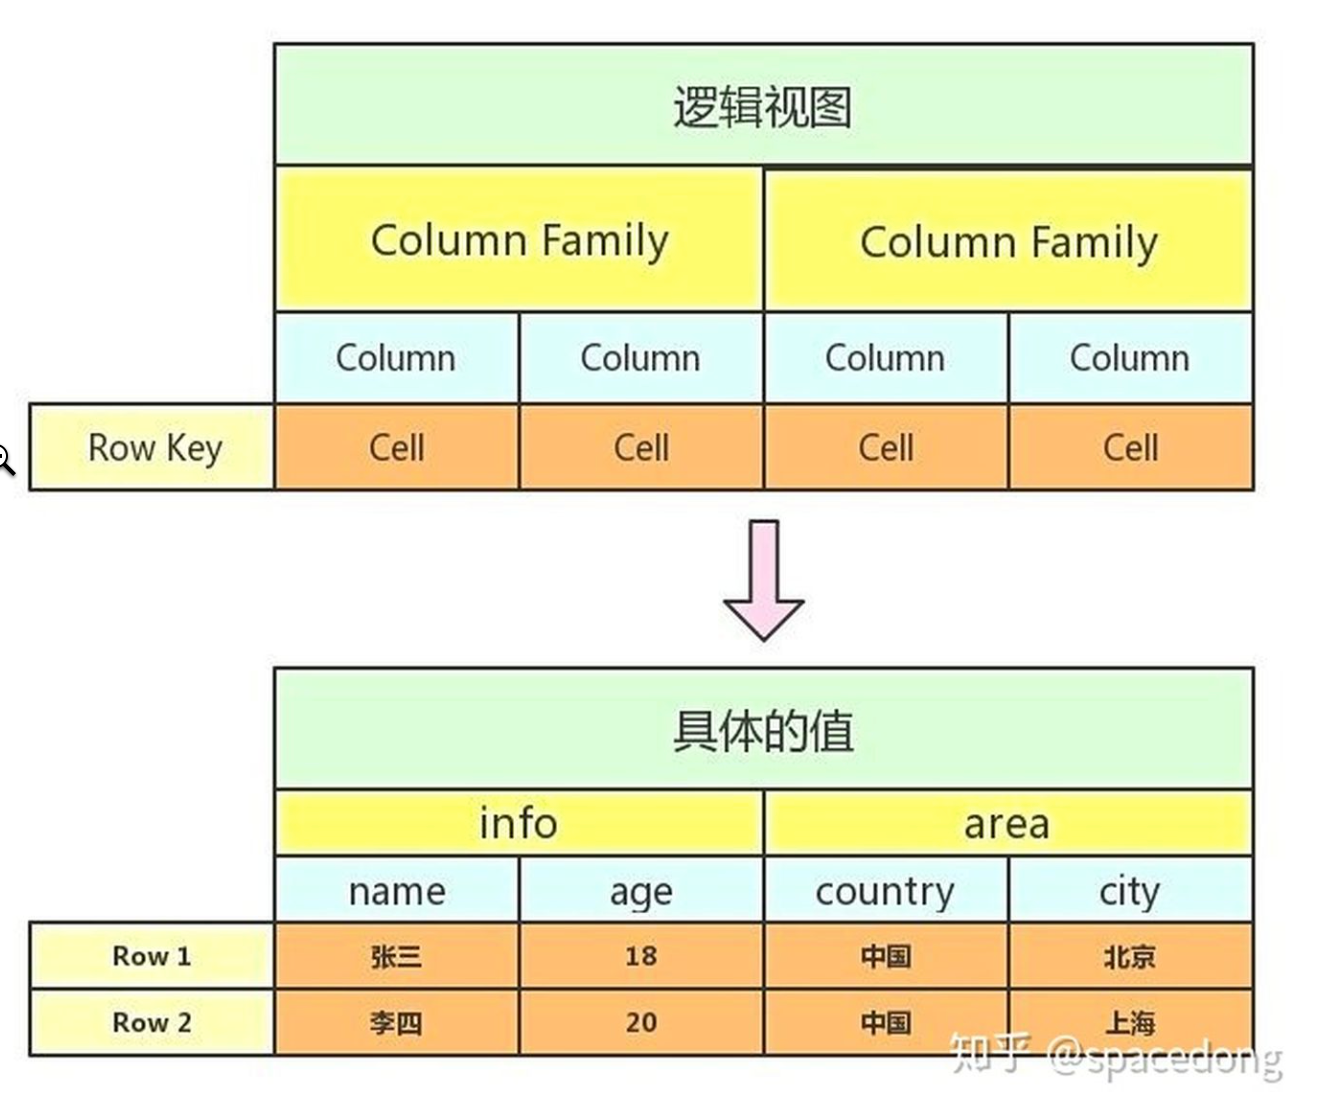 逻辑视图
Column Family Column Family
Column Column Column Column
Row Key Cell Cell Cell Cell
具体的值
info area
name age country city
Row 1 张三 18 中国 北京
Row 2 李四 20 中国 上海
知乎 @spacedong